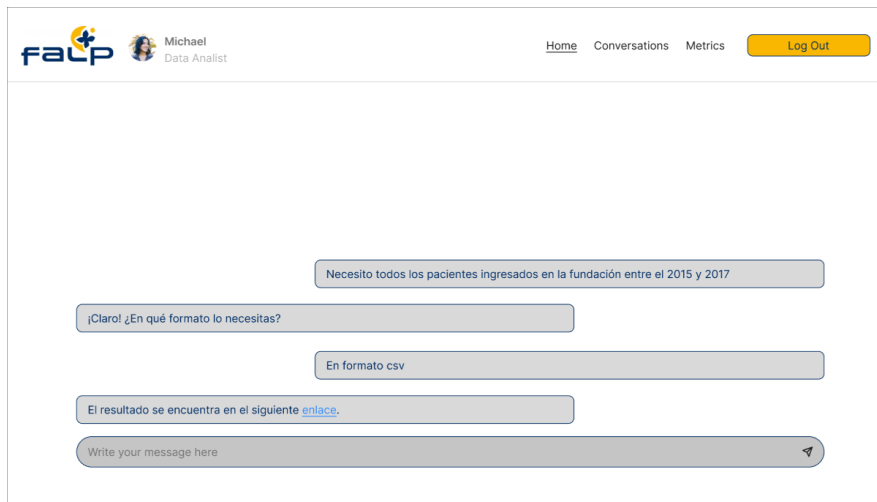 falp
Michael
Data Analist
Home Conversations Metrics Log Out
Necesito todos los pacientes ingresados en la fundación entre el 2015 y 2017
¡Claro! ¿En qué formato lo necesitas?
En formato csv
El resultado se encuentra en el siguiente enlace.
Write your message here